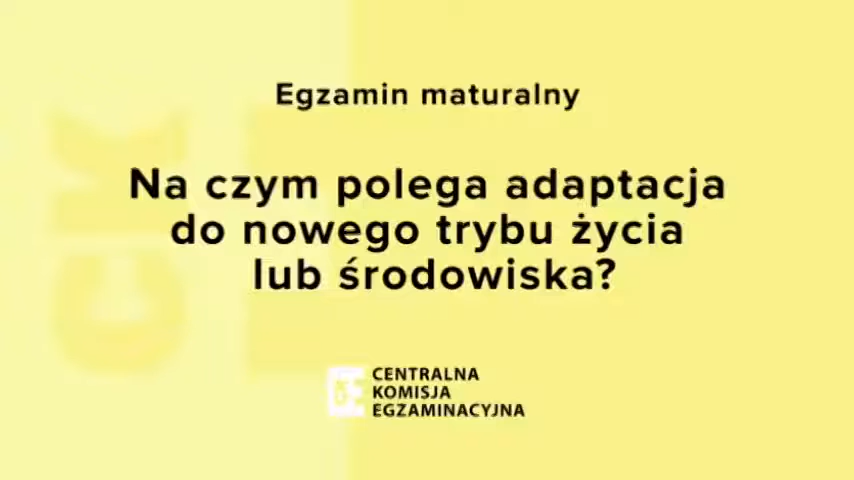 Egzamin maturalny
Na czym polega adaptacja
do nowego trybu życia
lub środowiska?
CENTRALNA
KOMISJA
EGZAMINACYJNA